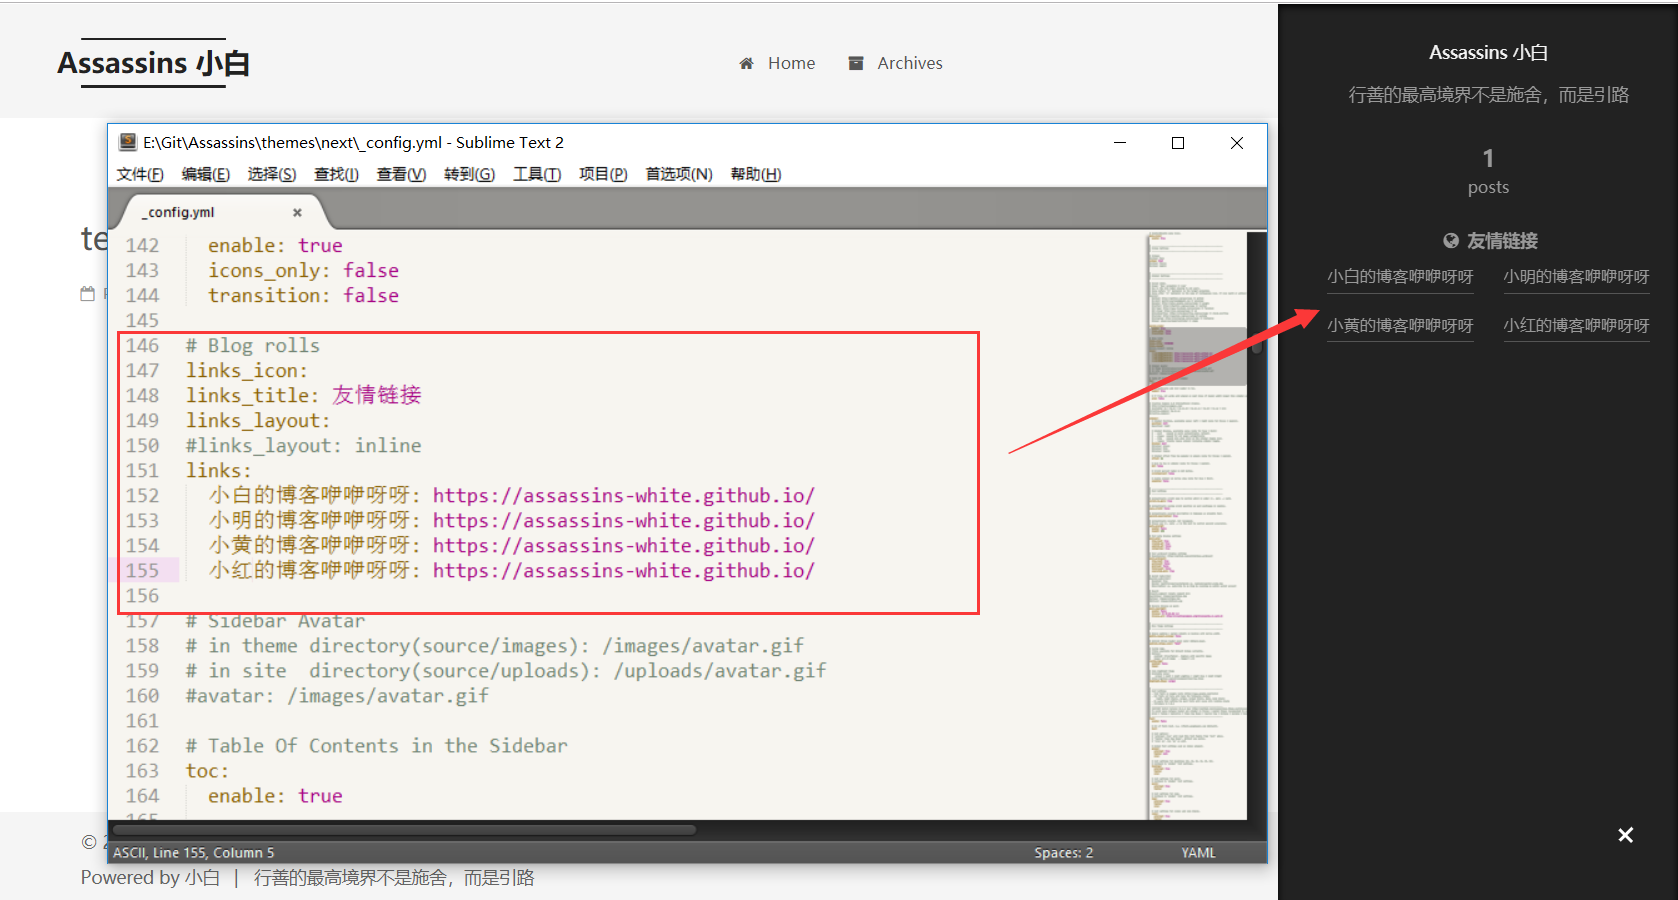 Assassins 小白
Home
Archives
te
E:\Git\Assassins\themes\next\_config.yml - Sublime Text 2
文件(F) 编辑(E) 选择(S) 查找(I) 查看(V) 转到(G) 工具(T) 项目(P) 首选项(N) 帮助(H)
_config.yml
142 enable: true
143 icons_only: false
144 transition: false
145
146 # Blog rolls
147 links_icon:
148 links_title: 友情链接
149 links_layout:
150 #links_layout: inline
151 links:
152 小白的博客咿咿呀呀: https://assassins-white.github.io/
153 小明的博客咿咿呀呀: https://assassins-white.github.io/
154 小黄的博客咿咿呀呀: https://assassins-white.github.io/
155 小红的博客咿咿呀呀: https://assassins-white.github.io/
156
157 # Sidebar Avatar
158 # in theme directory(source/images): /images/avatar.gif
159 # in site  directory(source/uploads): /uploads/avatar.gif
160 #avatar: /images/avatar.gif
161
162 # Table Of Contents in the Sidebar
163 toc:
164 enable: true
165
ASCII, Line 155, Column 5
Spaces: 2
YAML
©
Powered by 小白 | 行善的最高境界不是施舍，而是引路
Assassins 小白
行善的最高境界不是施舍，而是引路
1
posts
友情链接
小白的博客咿咿呀呀 小明的博客咿咿呀呀
小黄的博客咿咿呀呀 小红的博客咿咿呀呀